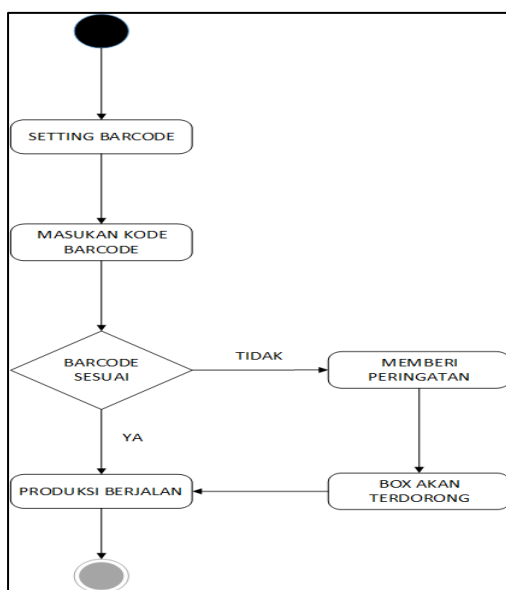 SETTING BARCODE
MASUKAN KODE
BARCODE
BARCODE
SESUAI
TIDAK
MEMBERI
PERINGATAN
YA
PRODUKSI BERJALAN
BOX AKAN
TERDORONG